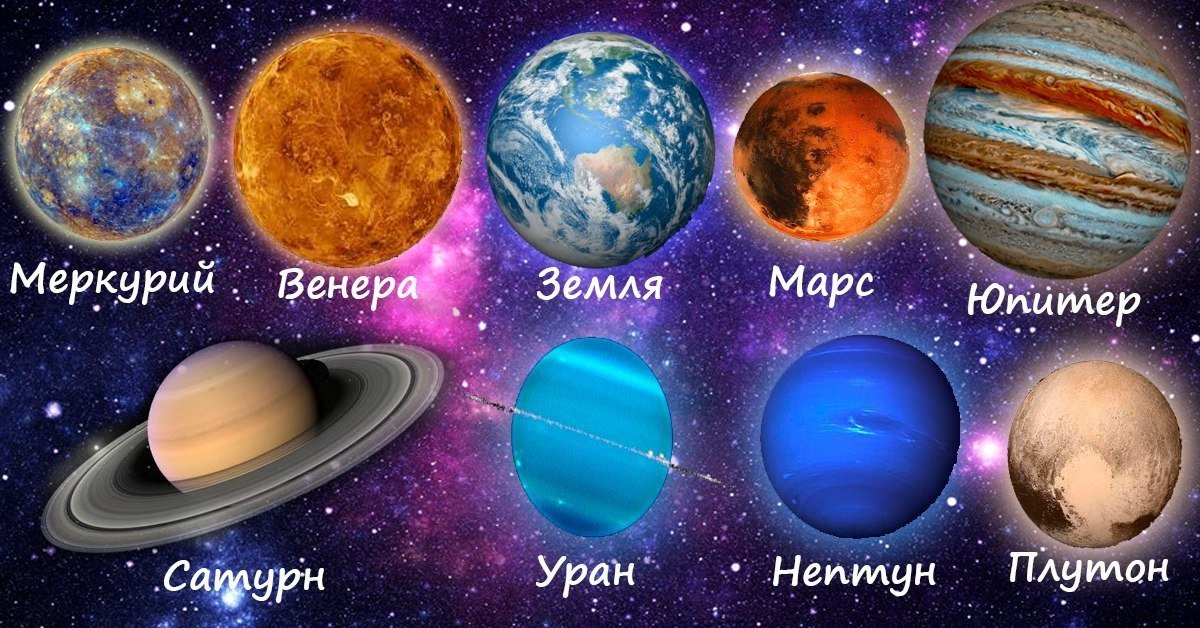 Меркурий
Венера
Земля
Марс
Юпитер
Сатурн
Уран
Нептун
Плутон